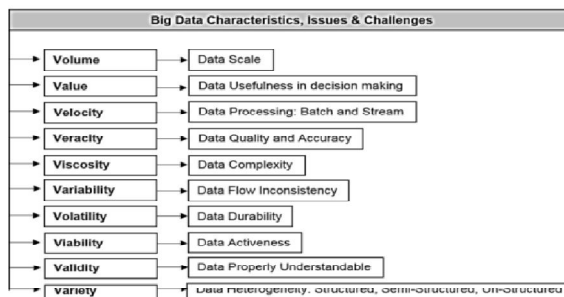 Big Data Characteristics, Issues & Challenges
Volume Data Scale
Value Data Usefulness in decision making
Velocity Data Processing: Batch and Stream
Veracity Data Quality and Accuracy
Viscosity Data Complexity
Variability Data Flow Inconsistency
Volatility Data Durability
Viability Data Activeness
Validity Data Properly Understandable
Variety Data Heterogeneity: Structured, Semi-Structured, Un-Structured